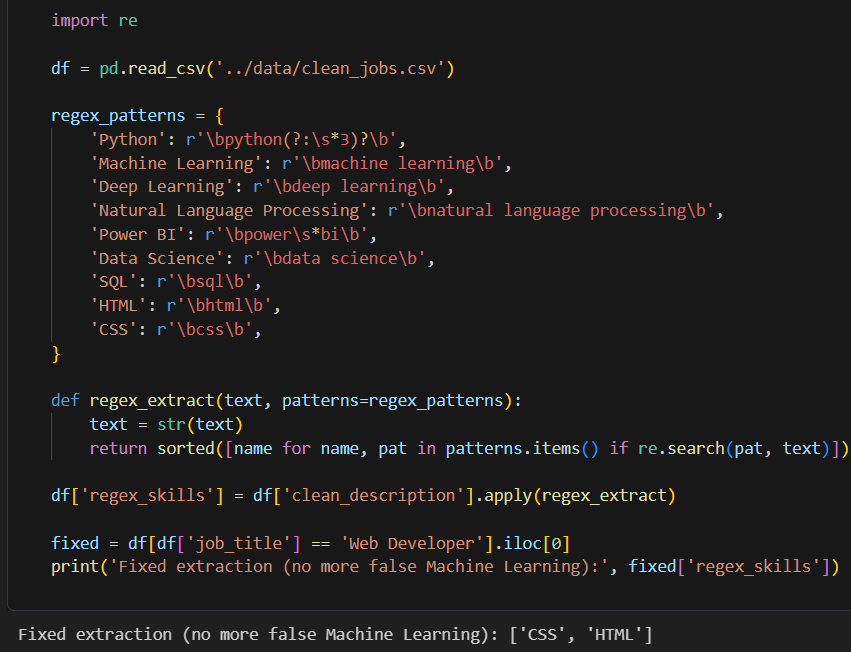 import re
df = pd.read_csv('../data/clean_jobs.csv')
regex_patterns = {
    'Python': r'\bpython(?:\s*3)?\b',
    'Machine Learning': r'\bmachine learning\b',
    'Deep Learning': r'\bdeep learning\b',
    'Natural Language Processing': r'\bnatural language processing\b',
    'Power BI': r'\bpower\s*bi\b',
    'Data Science': r'\bdata science\b',
    'SQL': r'\bsql\b',
    'HTML': r'\bhtml\b',
    'CSS': r'\bcss\b',
}
def regex_extract(text, patterns=regex_patterns):
    text = str(text)
    return sorted([name for name, pat in patterns.items() if re.search(pat, text)])
df['regex_skills'] = df['clean_description'].apply(regex_extract)
fixed = df[df['job_title'] == 'Web Developer'].iloc[0]
print('Fixed extraction (no more false Machine Learning):', fixed['regex_skills'])
Fixed extraction (no more false Machine Learning): ['CSS', 'HTML']